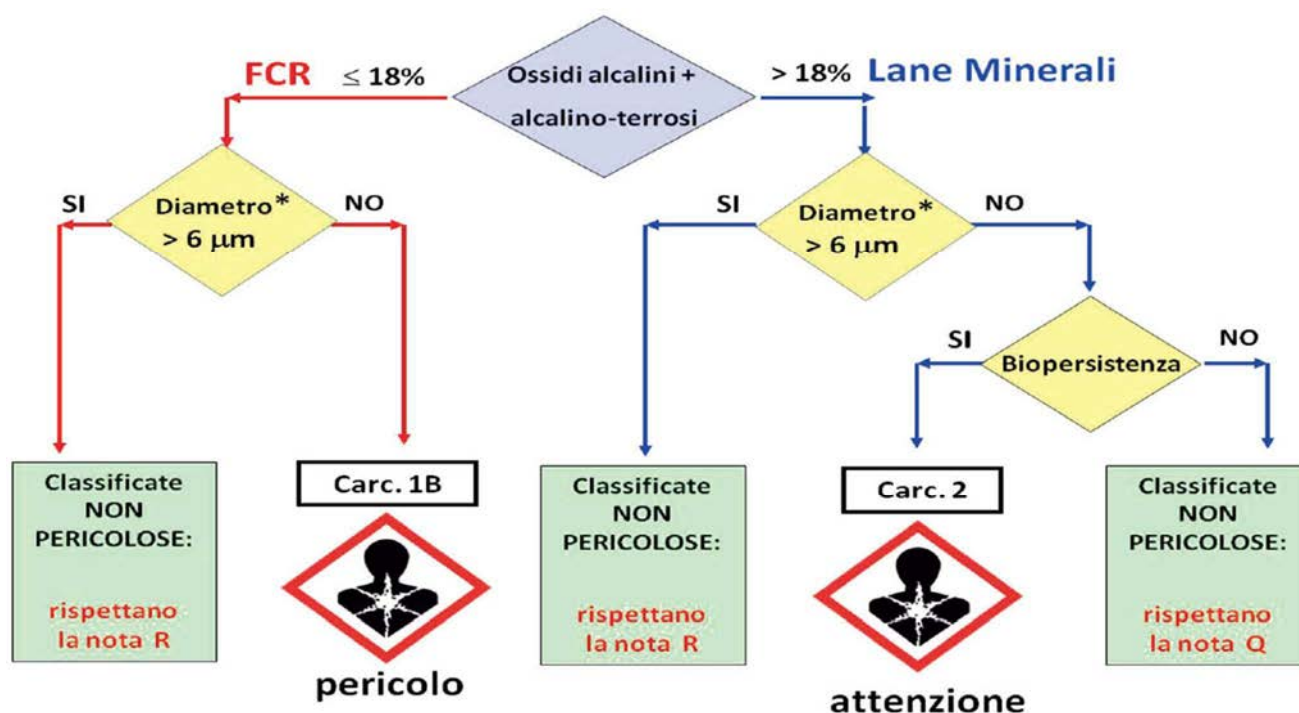 FCR ≤ 18%
Ossidi alcalini +
alcalino-terrosi
> 18% Lane Minerali
SI
Diametro*
> 6 µm
NO
SI
Diametro*
> 6 µm
NO
SI
Biopersistenza
NO
Classificate
NON
PERICOLOSE:
rispettano
la nota R
Carc. 1B
pericolo
Classificate
NON
PERICOLOSE:
rispettano
la nota R
Carc. 2
attenzione
Classificate
NON
PERICOLOSE:
rispettano
la nota Q